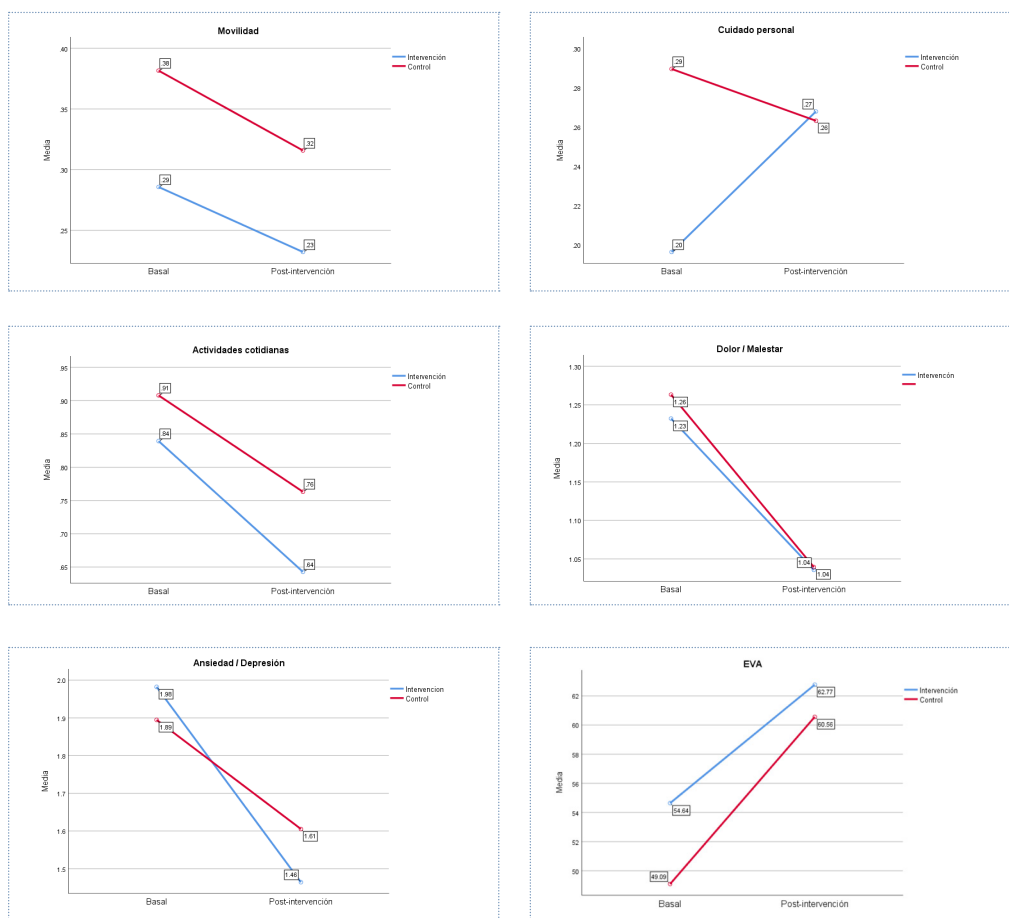 Movilidad
.40
.35
.30
.25
Media
.38
.32
.29
.23
Basal
Post-intervención
Intervención
Control
Cuidado personal
.30
.28
.26
.24
.22
.20
Media
.29
.27
.26
.20
Basal
Post-intervención
Intervención
Control
Actividades cotidianas
.95
.90
.85
.80
.75
.70
.65
Media
.91
.84
.76
.64
Basal
Post-intervención
Intervención
Control
Dolor / Malestar
1.30
1.25
1.20
1.15
1.10
1.05
Media
1.26
1.23
1.04
1.04
Basal
Post-intervención
Intervencón
Ansiedad / Depresión
2.0
1.9
1.8
1.7
1.6
1.5
Media
1.98
1.89
1.61
1.46
Basal
Post-intervención
Intervencion
Control
EVA
62
60
58
56
54
52
50
Media
62.77
60.56
54.64
49.09
Basal
Post-intervención
Intervención
Control